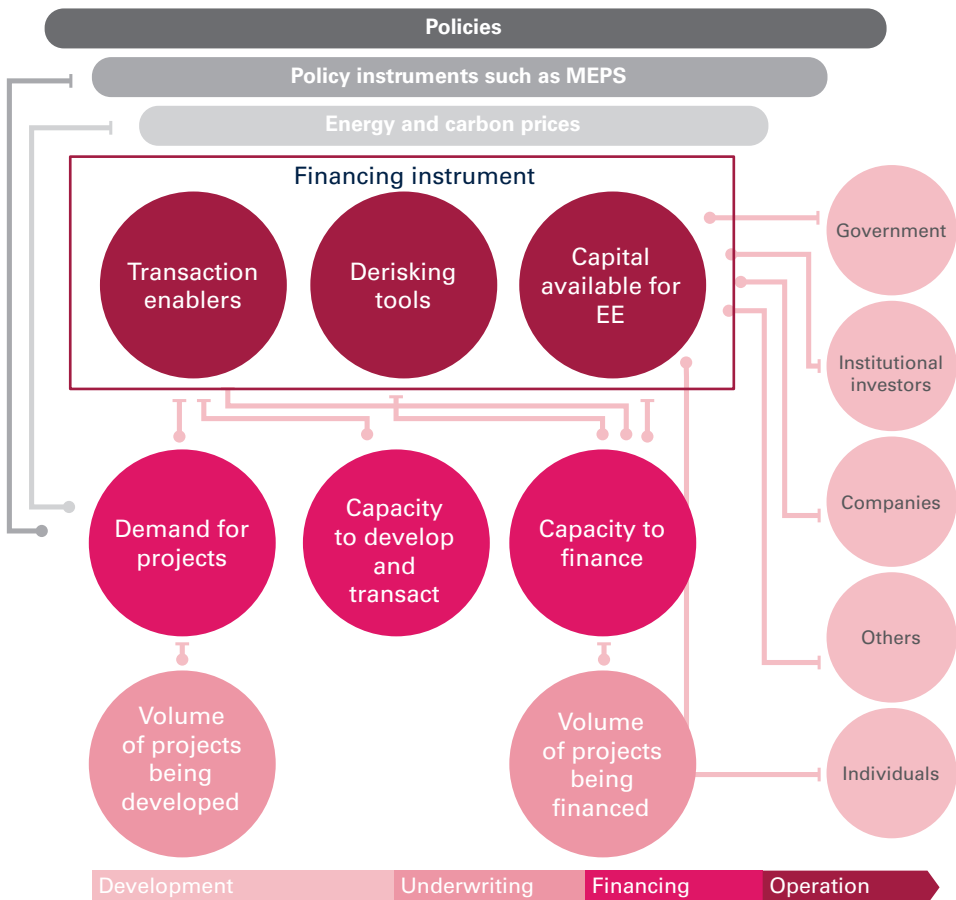 Policies
Policy instruments such as MEPS
Energy and carbon prices
Financing instrument
Transaction
enablers
Derisking
tools
Capital
available for
EE
Government
Institutional
investors
Companies
Others
Individuals
Demand for
projects
Capacity
to develop
and
transact
Capacity to
finance
Volume
of projects
being
developed
Volume
of projects
being
financed
Development
Underwriting
Financing
Operation